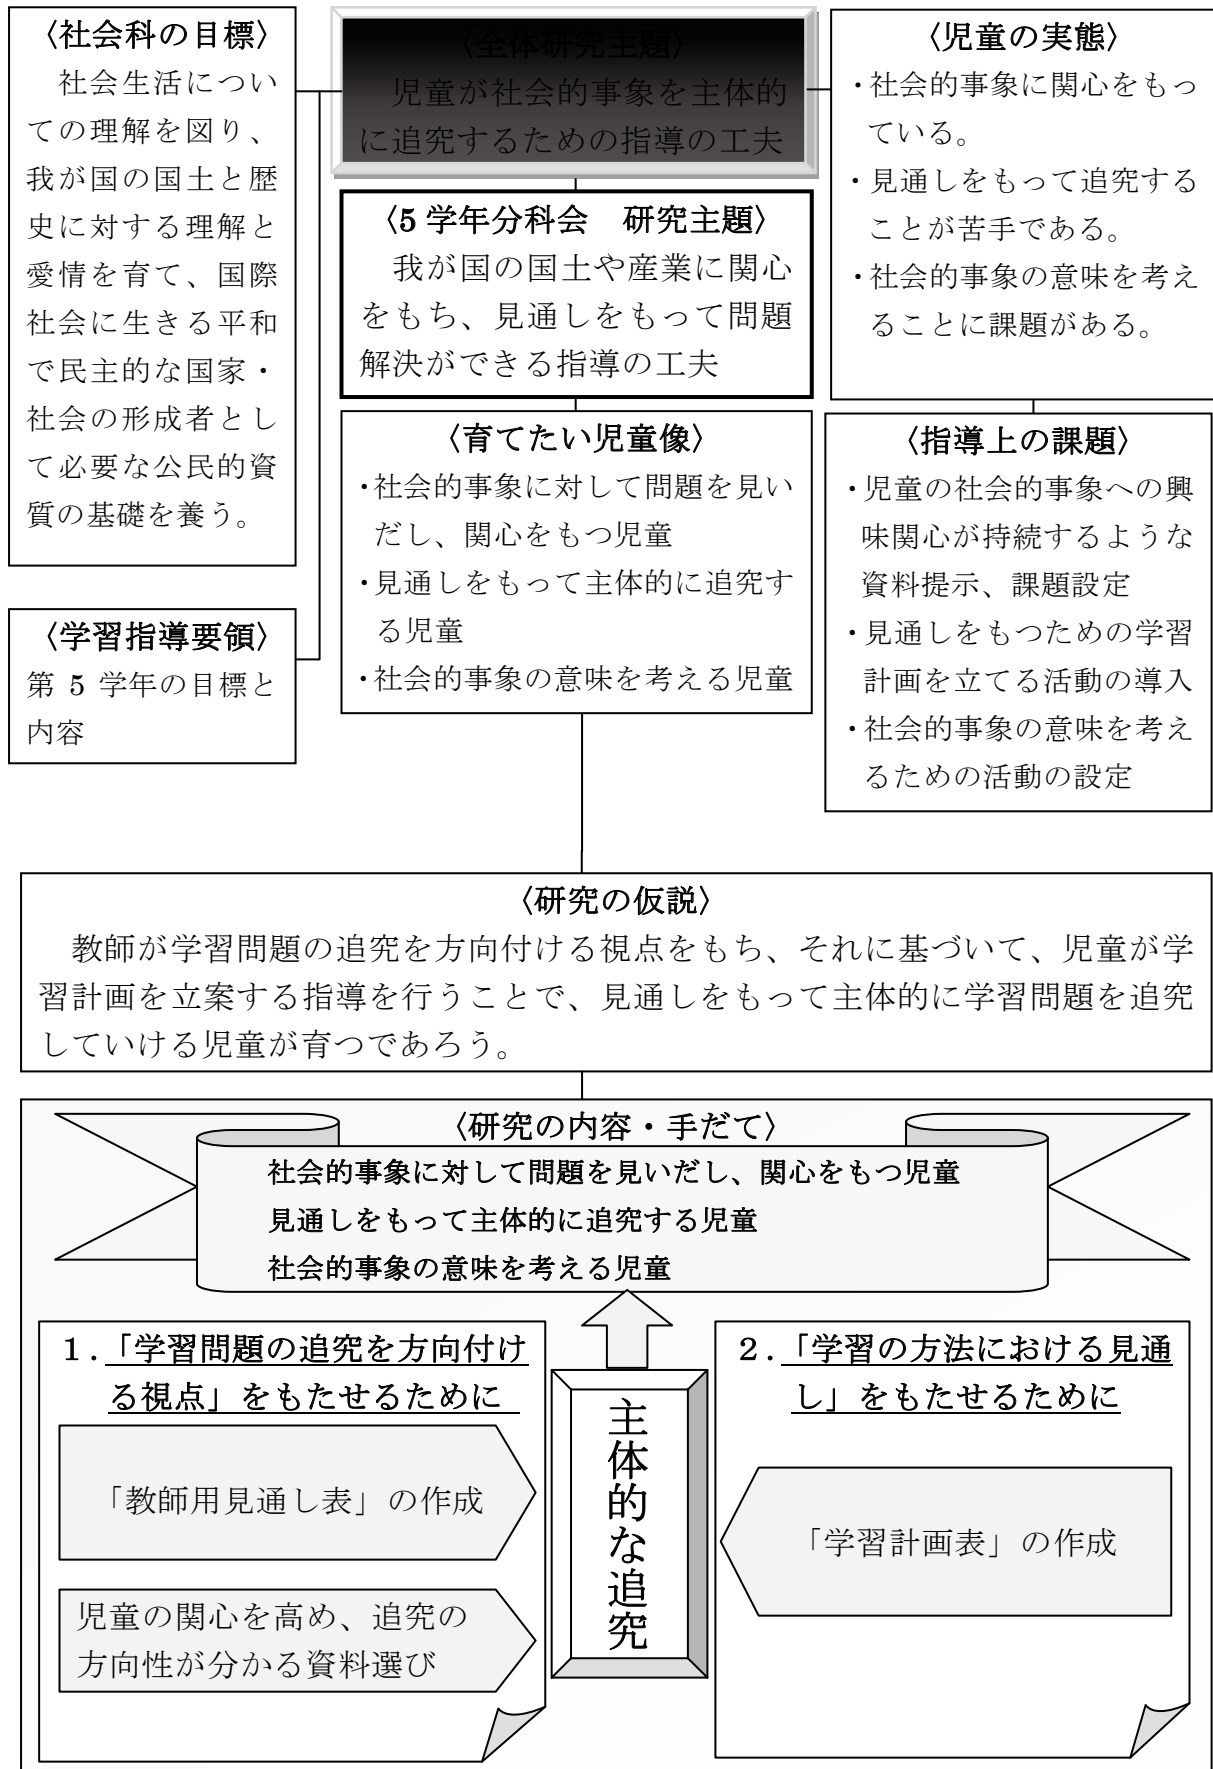 〈社会科の目標〉
社会生活につい
ての理解を図り、
我が国の国土と歴
史に対する理解と
愛情を育て、国際
社会に生きる平和
で民主的な国家・
社会の形成者とし
て必要な公民的資
質の基礎を養う。
〈学習指導要領〉
第 5 学年の目標と
内容
〈全体研究主題〉
児童が社会的事象を主体的
に追究するための指導の工夫
〈5 学年分科会　研究主題〉
我が国の国土や産業に関心
をもち、見通しをもって問題
解決ができる指導の工夫
〈育てたい児童像〉
・社会的事象に対して問題を見い
だし、関心をもつ児童
・見通しをもって主体的に追究す
る児童
・社会的事象の意味を考える児童
〈児童の実態〉
・社会的事象に関心をもっ
ている。
・見通しをもって追究する
ことが苦手である。
・社会的事象の意味を考え
ることに課題がある。
〈指導上の課題〉
・児童の社会的事象への興
味関心が持続するような
資料提示、課題設定
・見通しをもつための学習
計画を立てる活動の導入
・社会的事象の意味を考え
るための活動の設定
〈研究の仮説〉
教師が学習問題の追究を方向付ける視点をもち、それに基づいて、児童が学
習計画を立案する指導を行うことで、見通しをもって主体的に学習問題を追究
していける児童が育つであろう。
〈研究の内容・手だて〉
社会的事象に対して問題を見いだし、関心をもつ児童
見通しをもって主体的に追究する児童
社会的事象の意味を考える児童
１.「学習問題の追究を方向付け
る視点」をもたせるために
「教師用見通し表」の作成
児童の関心を高め、追究の
方向性が分かる資料選び
主体的な追究
２.「学習の方法における見通
し」をもたせるために
「学習計画表」の作成